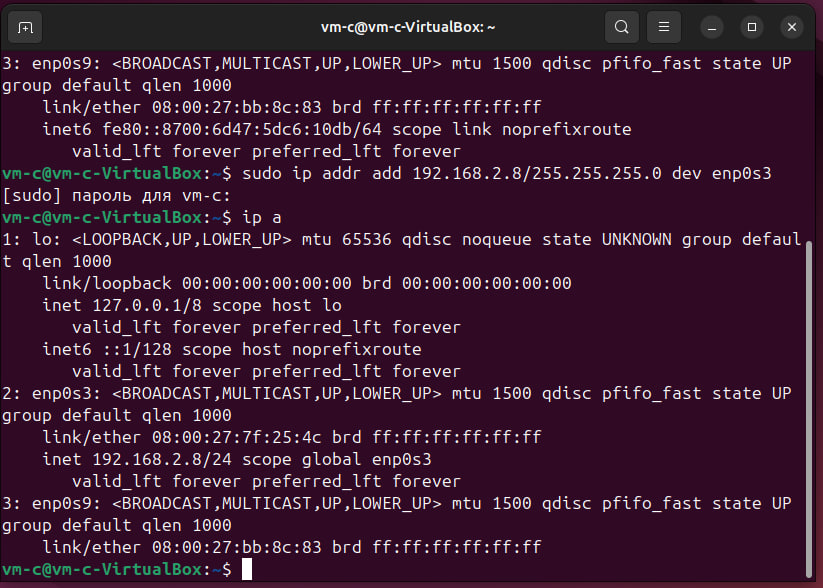 vm-c@vm-c-VirtualBox: ~
3: enp0s9: <BROADCAST,MULTICAST,UP,LOWER_UP> mtu 1500 qdisc pfifo_fast state UP
group default qlen 1000
    link/ether 08:00:27:bb:8c:83 brd ff:ff:ff:ff:ff:ff
    inet6 fe80::8700:6d47:5dc6:10db/64 scope link noprefixroute
       valid_lft forever preferred_lft forever
vm-c@vm-c-VirtualBox:~$ sudo ip addr add 192.168.2.8/255.255.255.0 dev enp0s3
[sudo] пароль для vm-c:
vm-c@vm-c-VirtualBox:~$ ip a
1: lo: <LOOPBACK,UP,LOWER_UP> mtu 65536 qdisc noqueue state UNKNOWN group defaul
t qlen 1000
    link/loopback 00:00:00:00:00:00 brd 00:00:00:00:00:00
    inet 127.0.0.1/8 scope host lo
       valid_lft forever preferred_lft forever
    inet6 ::1/128 scope host noprefixroute
       valid_lft forever preferred_lft forever
2: enp0s3: <BROADCAST,MULTICAST,UP,LOWER_UP> mtu 1500 qdisc pfifo_fast state UP
group default qlen 1000
    link/ether 08:00:27:7f:25:4c brd ff:ff:ff:ff:ff:ff
    inet 192.168.2.8/24 scope global enp0s3
       valid_lft forever preferred_lft forever
3: enp0s9: <BROADCAST,MULTICAST,UP,LOWER_UP> mtu 1500 qdisc pfifo_fast state UP
group default qlen 1000
    link/ether 08:00:27:bb:8c:83 brd ff:ff:ff:ff:ff:ff
vm-c@vm-c-VirtualBox:~$